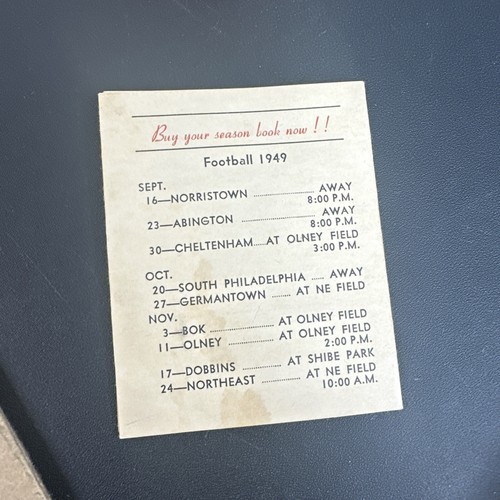 Buy your season book now ! !
Football 1949
SEPT.
16—NORRISTOWN ........................ AWAY
8:00 P.M.
23—ABINGTON ........................ AWAY
8:00 P.M.
30—CHELTENHAM....AT OLNEY FIELD
3:00 P.M.
OCT.
20—SOUTH PHILADELPHIA ..... AWAY
27—GERMANTOWN ........ AT NE FIELD
NOV.
3—BOK ........................ AT OLNEY FIELD
11—OLNEY .................. AT OLNEY FIELD
2:00 P.M.
17—DOBBINS ................ AT SHIBE PARK
24—NORTHEAST .............. AT NE FIELD
10:00 A.M.